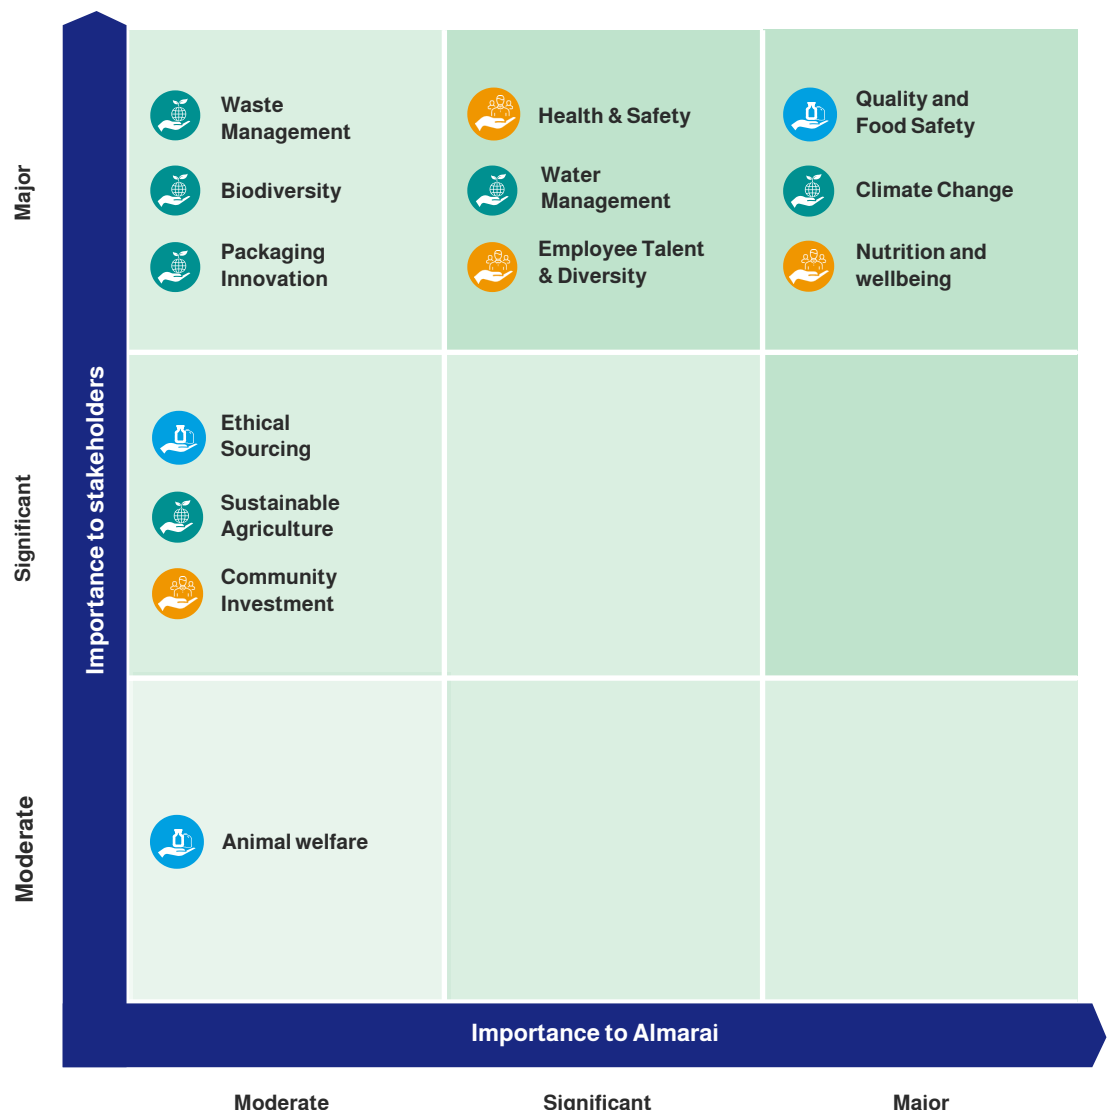 Major
Significant
Moderate
Importance to stakeholders
Waste
Management
Biodiversity
Packaging
Innovation
Health & Safety
Water
Management
Employee Talent
& Diversity
Quality and
Food Safety
Climate Change
Nutrition and
wellbeing
Ethical
Sourcing
Sustainable
Agriculture
Community
Investment
Animal welfare
Importance to Almarai
Moderate
Significant
Major